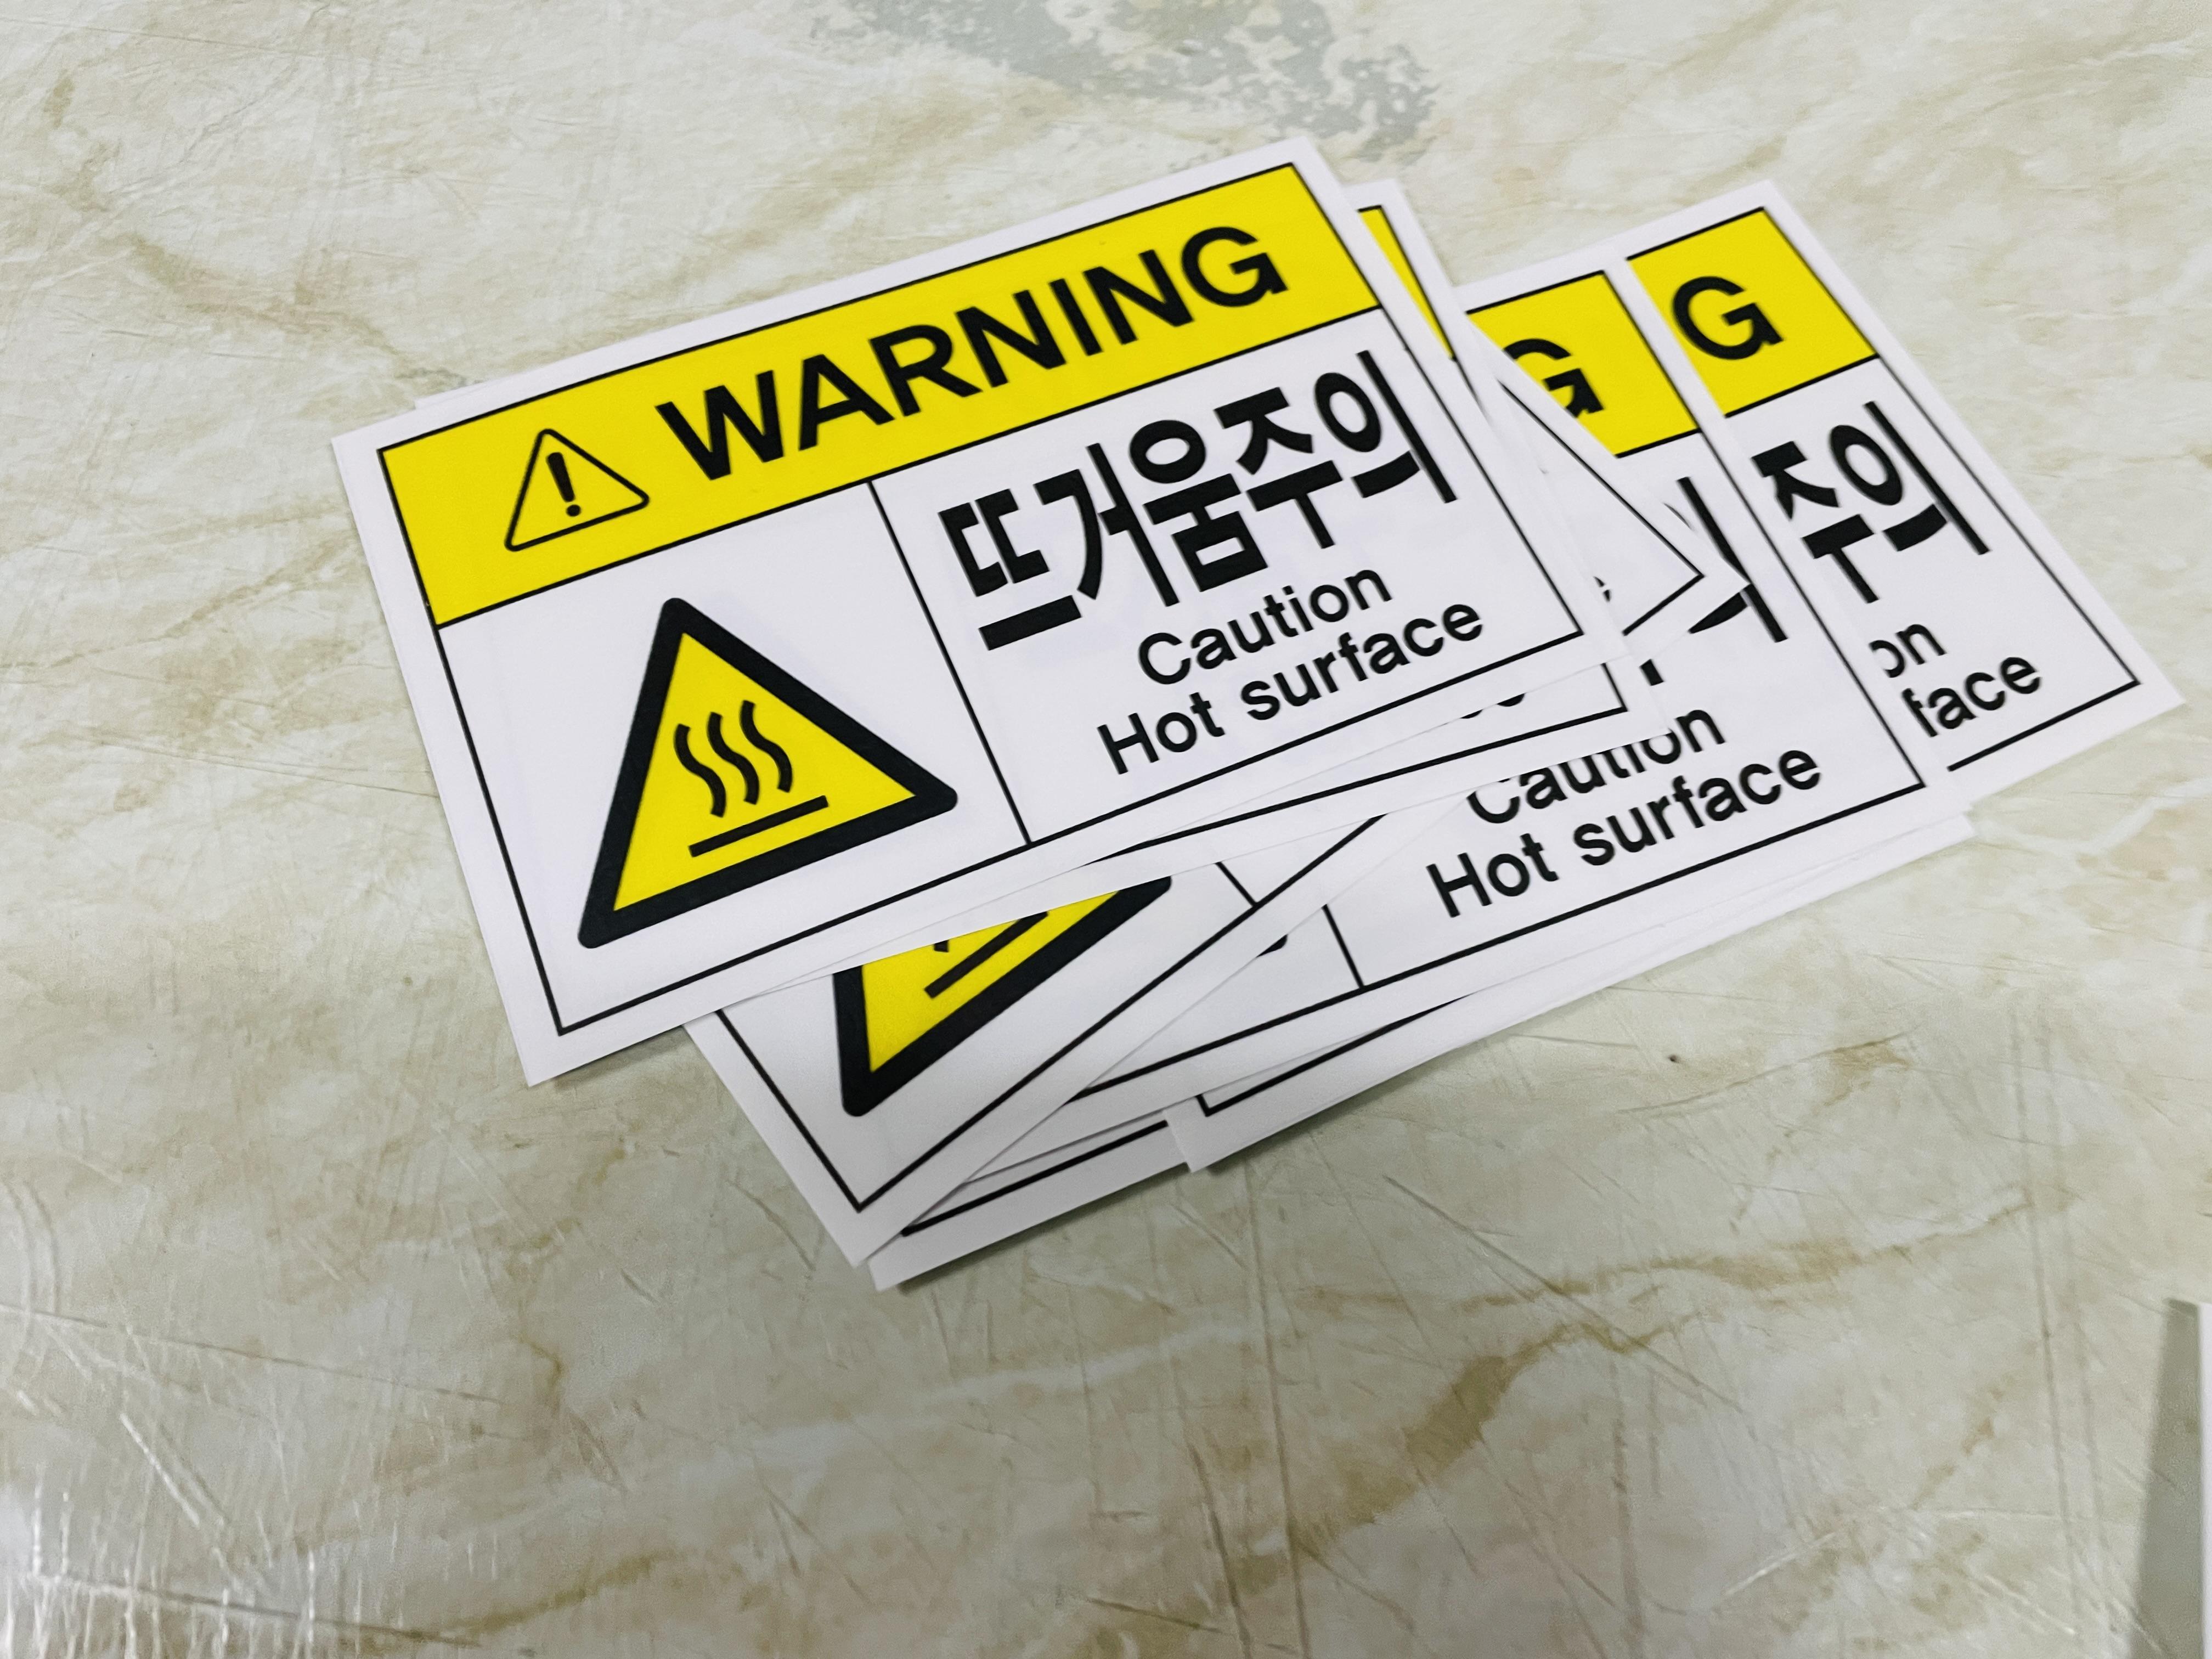 WARNING
뜨거움주의
Caution
Hot surface
G
주의
Caution
Hot surface
G
주의
on
face